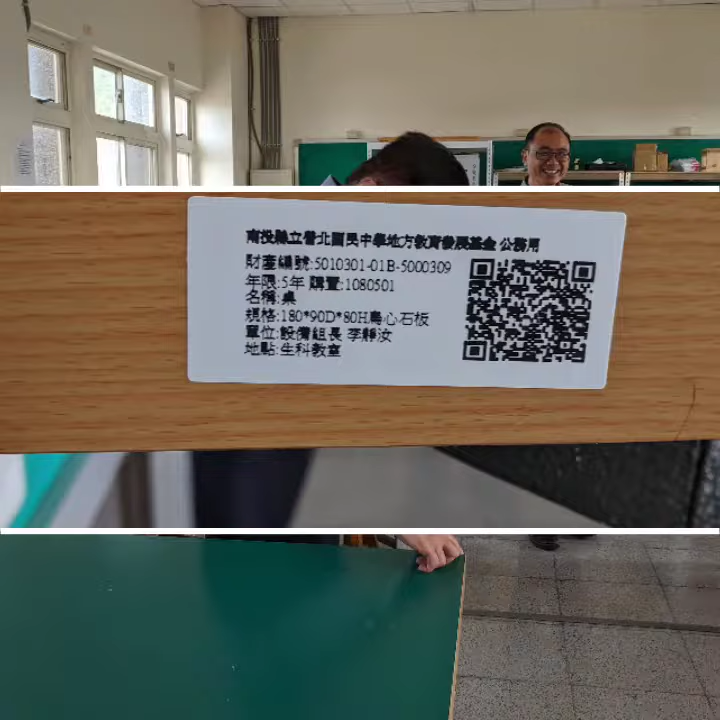 南投縣立營北國民中學地方教育發展基金 公務用
財產編號:5010301-01B-5000309
年限:5年 購置:1080501
名稱:桌
規格:180*90D*80H島心石板
單位:設備組長 李靜汝
地點:生科教室